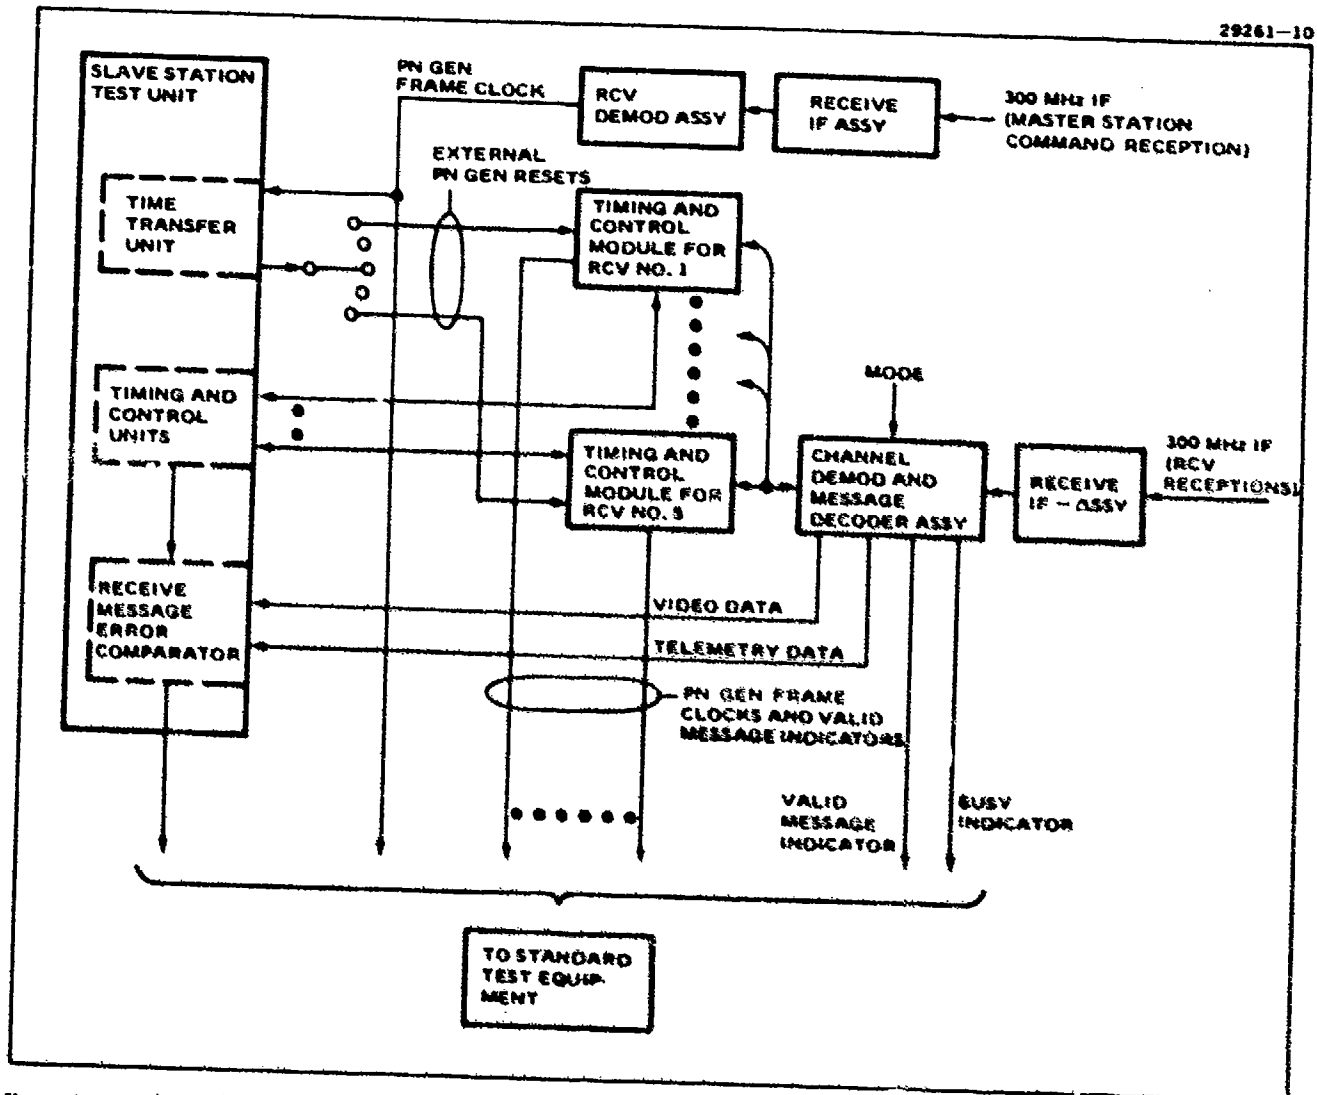 29261-10
SLAVE STATION
TEST UNIT
PN GEN
FRAME CLOCK
RCV
DEMOD ASSY
RECEIVE
IF ASSY
300 MHz IF
(MASTER STATION
COMMAND RECEPTION)
EXTERNAL
PN GEN RESETS
TIME
TRANSFER
UNIT
TIMING AND
CONTROL
MODULE FOR
RCV NO. 1
MODE
TIMING AND
CONTROL
UNITS
TIMING AND
CONTROL
MODULE FOR
RCV NO. 5
CHANNEL
DEMOD AND
MESSAGE
DECODER ASSY
RECEIVE
IF - ASSY
300 MHz IF
(RCV
RECEPTIONS)
RECEIVE
MESSAGE
ERROR
COMPARATOR
VIDEO DATA
TELEMETRY DATA
PN GEN FRAME
CLOCKS AND VALID
MESSAGE INDICATORS
VALID
MESSAGE
INDICATOR
BUSY
INDICATOR
TO STANDARD
TEST EQUIP-
MENT